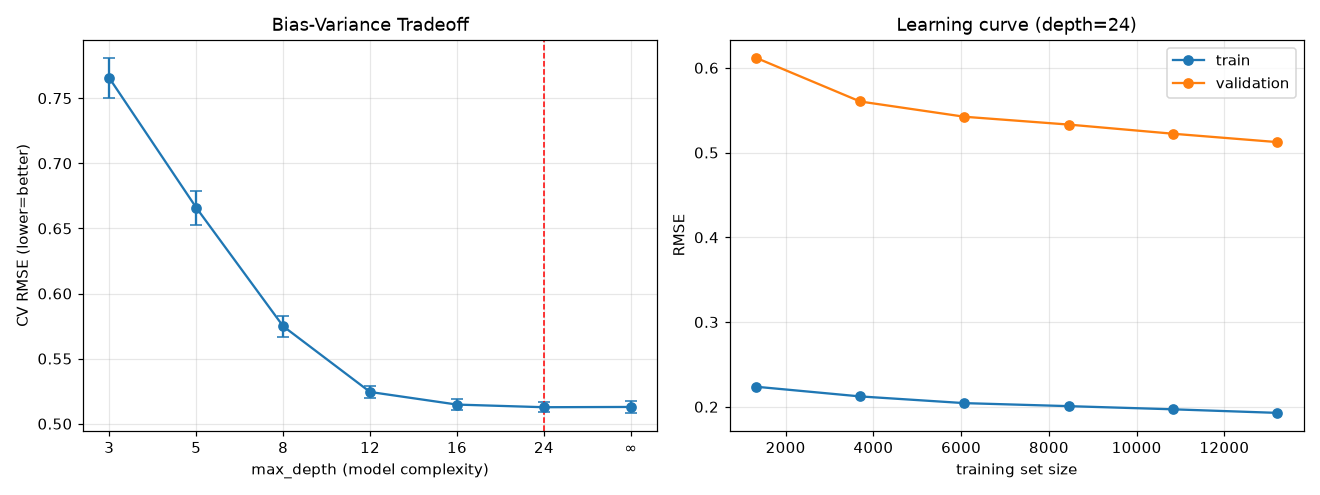 Bias-Variance Tradeoff
CV RMSE (lower=better)
0.75
0.70
0.65
0.60
0.55
0.50
3 5 8 12 16 24 ∞
max_depth (model complexity)
Learning curve (depth=24)
train
validation
RMSE
0.6
0.5
0.4
0.3
0.2
2000 4000 6000 8000 10000 12000
training set size